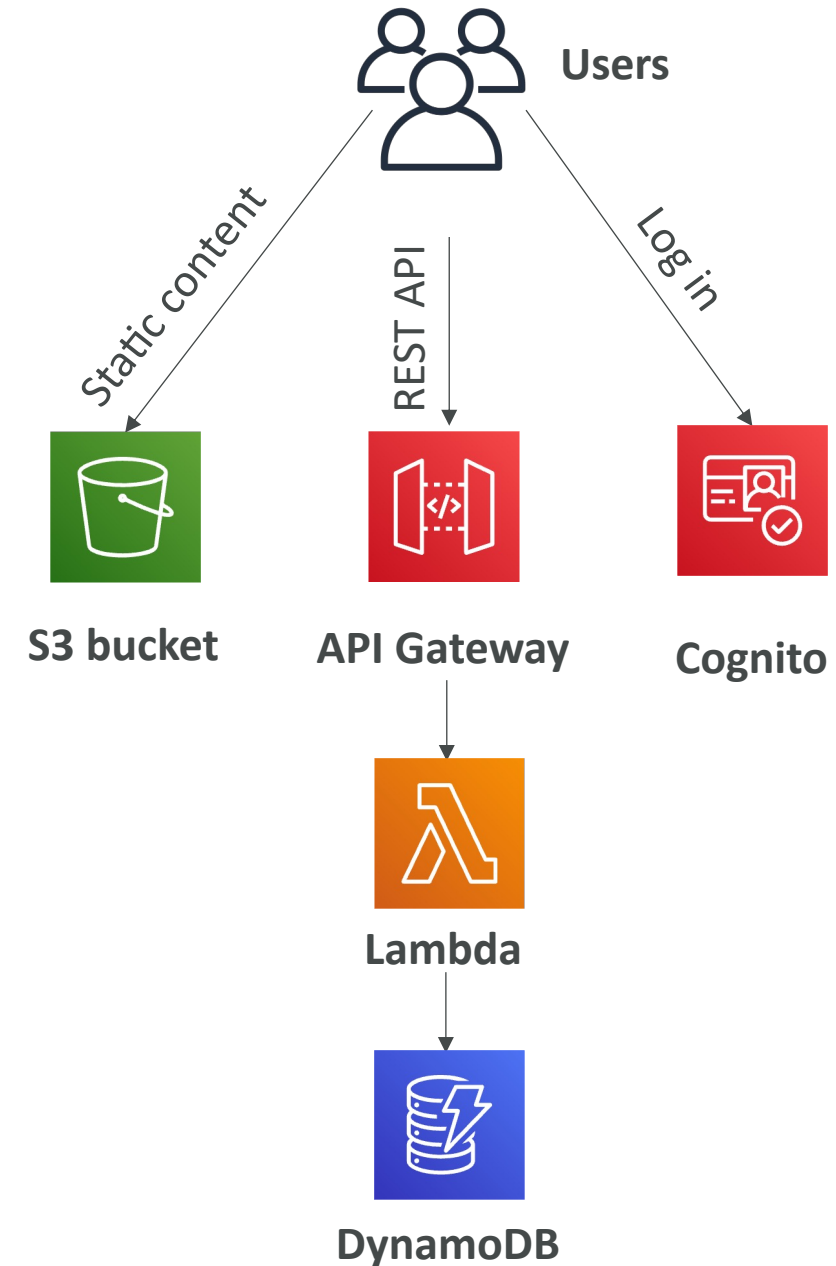 Users
Static content
REST API
Log in
S3 bucket
API Gateway
Cognito
Lambda
DynamoDB